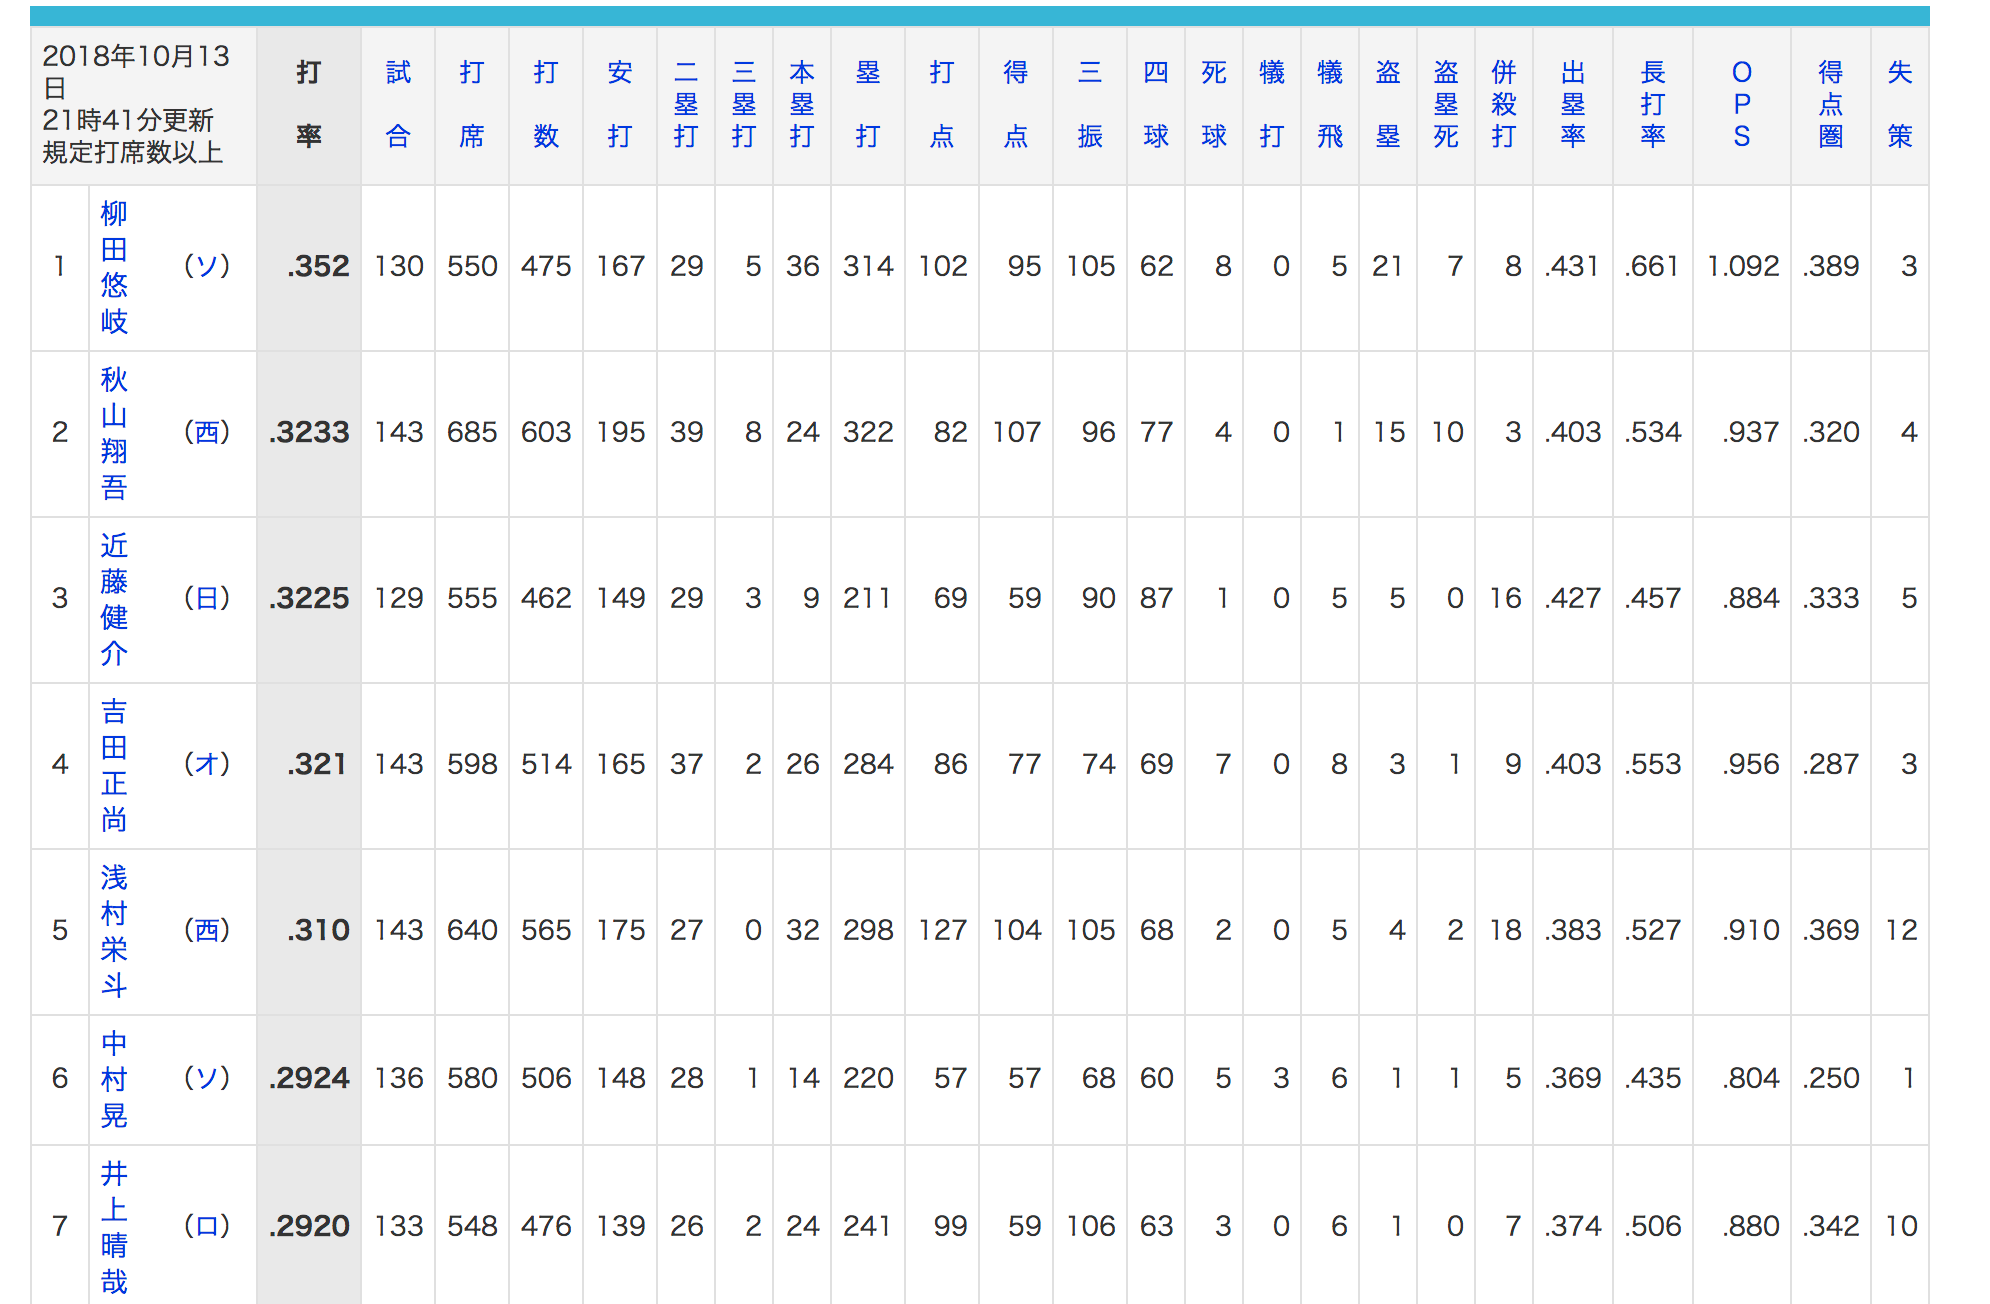 2018年10月13日
21時41分更新
規定打席数以上 打率 試合 打席 打数 安打 二塁打 三塁打 本塁打 塁打 打点 得点 三振 四球 死球 犠打 犠飛 盗塁 盗塁死 併殺打 出塁率 長打率 OPS 得点圏 失策
1 柳田悠岐 (ソ) .352 130 550 475 167 29 5 36 314 102 95 105 62 8 0 5 21 7 8 .431 .661 1.092 .389 3
2 秋山翔吾 (西) .3233 143 685 603 195 39 8 24 322 82 107 96 77 4 0 1 15 10 3 .403 .534 .937 .320 4
3 近藤健介 (日) .3225 129 555 462 149 29 3 9 211 69 59 90 87 1 0 5 5 0 16 .427 .457 .884 .333 5
4 吉田正尚 (オ) .321 143 598 514 165 37 2 26 284 86 77 74 69 7 0 8 3 1 9 .403 .553 .956 .287 3
5 浅村栄斗 (西) .310 143 640 565 175 27 0 32 298 127 104 105 68 2 0 5 4 2 18 .383 .527 .910 .369 12
6 中村晃 (ソ) .2924 136 580 506 148 28 1 14 220 57 57 68 60 5 3 6 1 1 5 .369 .435 .804 .250 1
7 井上晴哉 (ロ) .2920 133 548 476 139 26 2 24 241 99 59 106 63 3 0 6 1 0 7 .374 .506 .880 .342 10